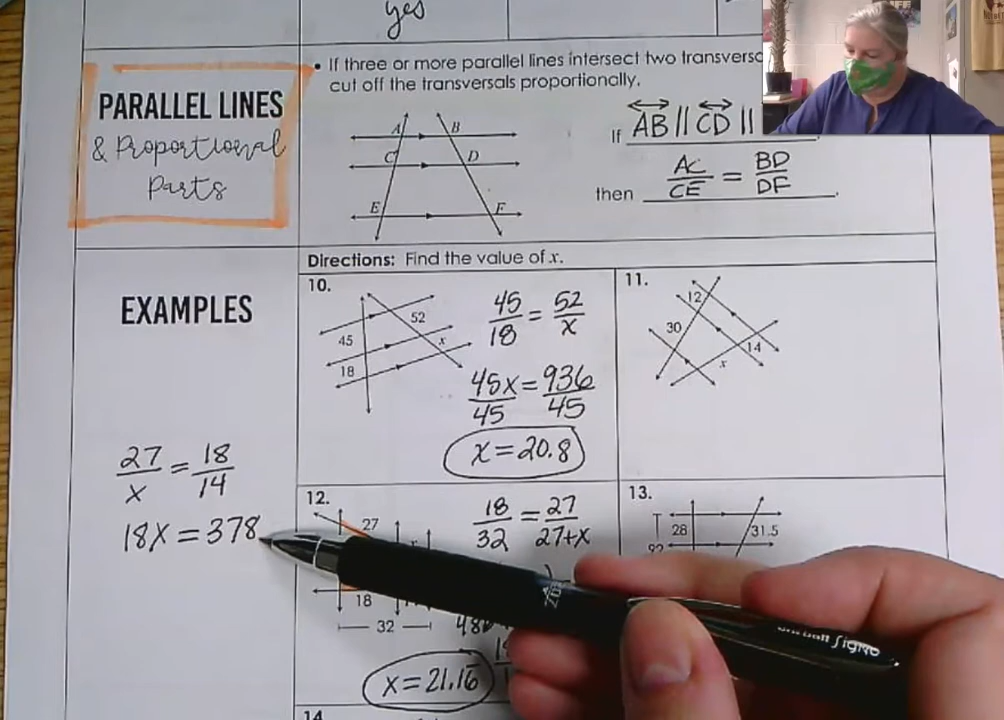 yes
PARALLEL LINES
& Proportional
Parts
• If three or more parallel lines intersect two
cut off the transversals proportionally.
A B
C D
E F
If AB || CD ||
then AC/CE = BD/DF
Directions: Find the value of x.
EXAMPLES
27/x = 18/14
18x = 378
10.
52
45
x
18
45/18 = 52/x
45x/45 = 936/45
x = 20.8
11.
12
30
14
x
12.
27
18
32
18/32 = 27/27+x
x = 21.16
13.
28
31.5
14